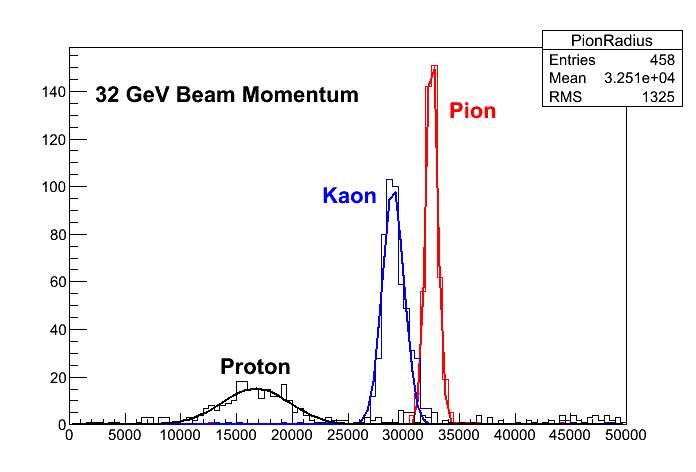 PionRadius
Entries 458
Mean 3.251e+04
RMS 1325
32 GeV Beam Momentum
Pion
Kaon
Proton
140
120
100
80
60
40
20
0
0 5000 10000 15000 20000 25000 30000 35000 40000 45000 50000